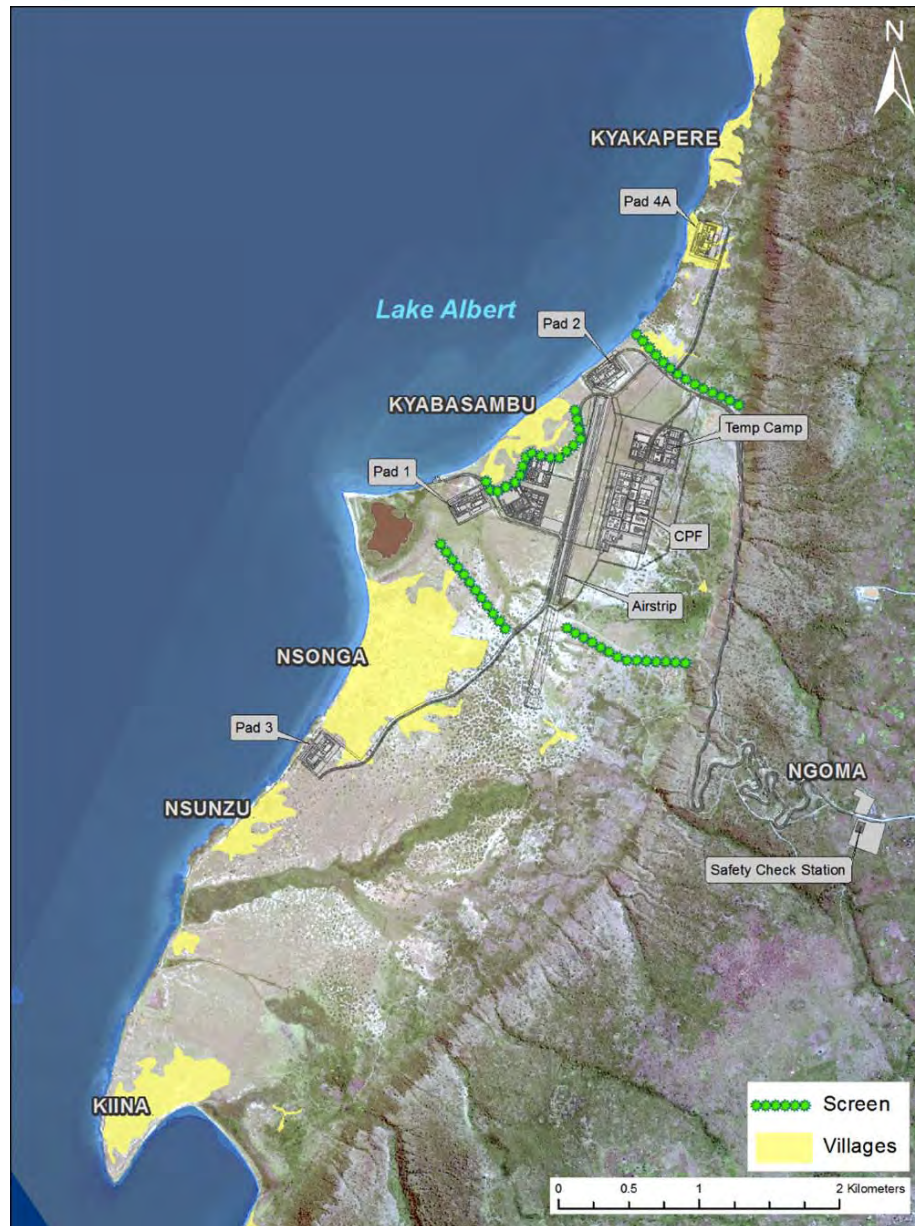 N
KYAKAPERE
Pad 4A
Lake Albert
Pad 2
KYABASAMBU
Temp Camp
Pad 1
CPF
Airstrip
NSONGA
Pad 3
NGOMA
NSUNZU
Safety Check Station
KIINA
Screen
Villages
0 0.5 1 2 Kilometers